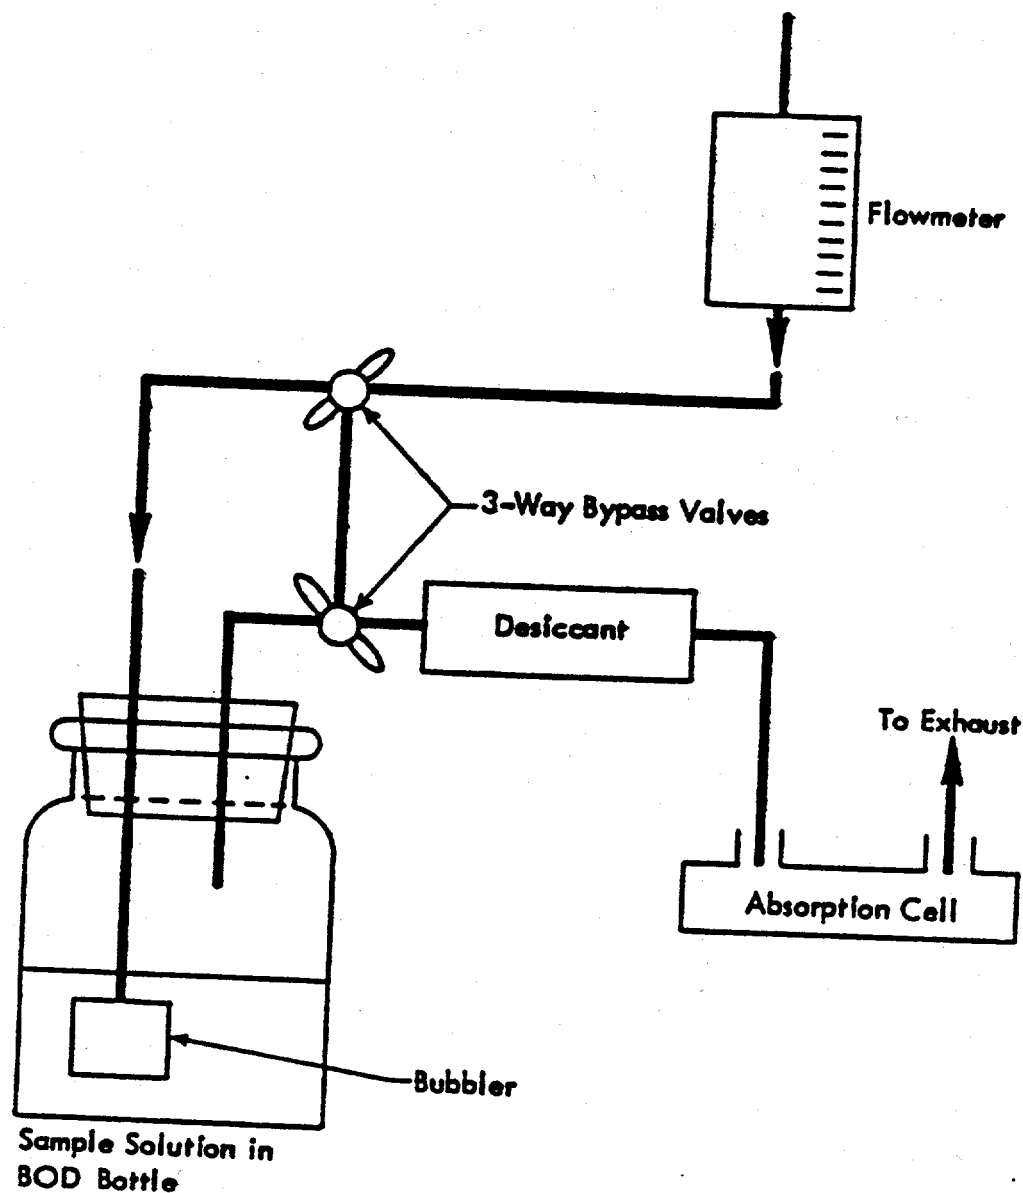 Flowmeter
3-Way Bypass Valves
Desiccant
To Exhaust
Absorption Cell
Bubbler
Sample Solution in
BOD Bottle